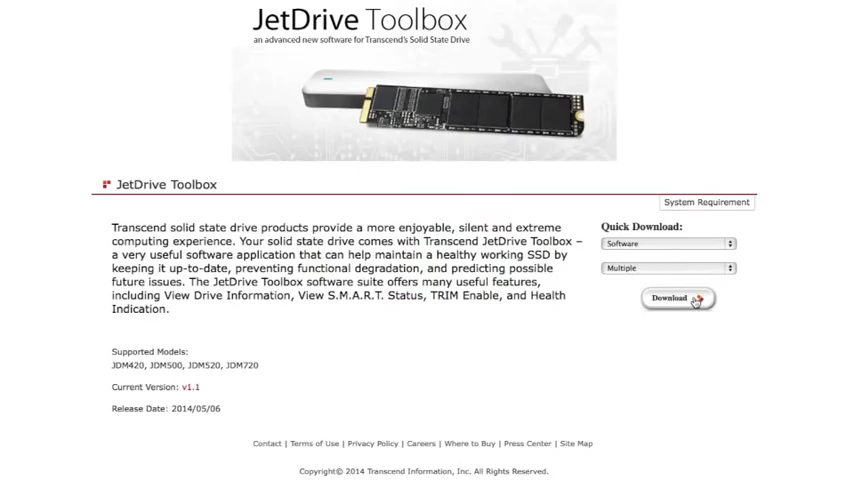 JetDrive Toolbox
an advanced new software for Transcend's Solid State Drive
JetDrive Toolbox
System Requirement
Transcend solid state drive products provide a more enjoyable, silent and extreme
computing experience. Your solid state drive comes with Transcend JetDrive Toolbox –
a very useful software application that can help maintain a healthy working SSD by
keeping it up-to-date, preventing functional degradation, and predicting possible
future issues. The JetDrive Toolbox software suite offers many useful features,
including View Drive Information, View S.M.A.R.T. Status, TRIM Enable, and Health
Indication.
Quick Download:
Software
Multiple
Download
Supported Models:
JDM420, JDM500, JDM520, JDM720
Current Version: v1.1
Release Date: 2014/05/06
Contact | Terms of Use | Privacy Policy | Careers | Where to Buy | Press Center | Site Map
Copyright© 2014 Transcend Information, Inc. All Rights Reserved.